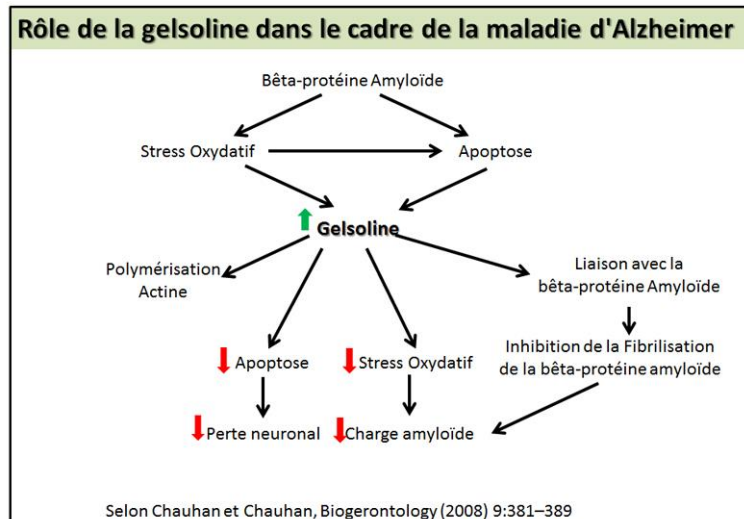 Rôle de la gelsoline dans le cadre de la maladie d'Alzheimer
Bêta-protéine Amyloïde
Stress Oxydatif
Apoptose
Gelsoline
Polymérisation
Actine
Liaison avec la
bêta-protéine Amyloïde
Apoptose
Stress Oxydatif
Inhibition de la Fibrilisation
de la bêta-protéine amyloïde
Perte neuronal
Charge amyloïde
Selon Chauhan et Chauhan, Biogerontology (2008) 9:381–389